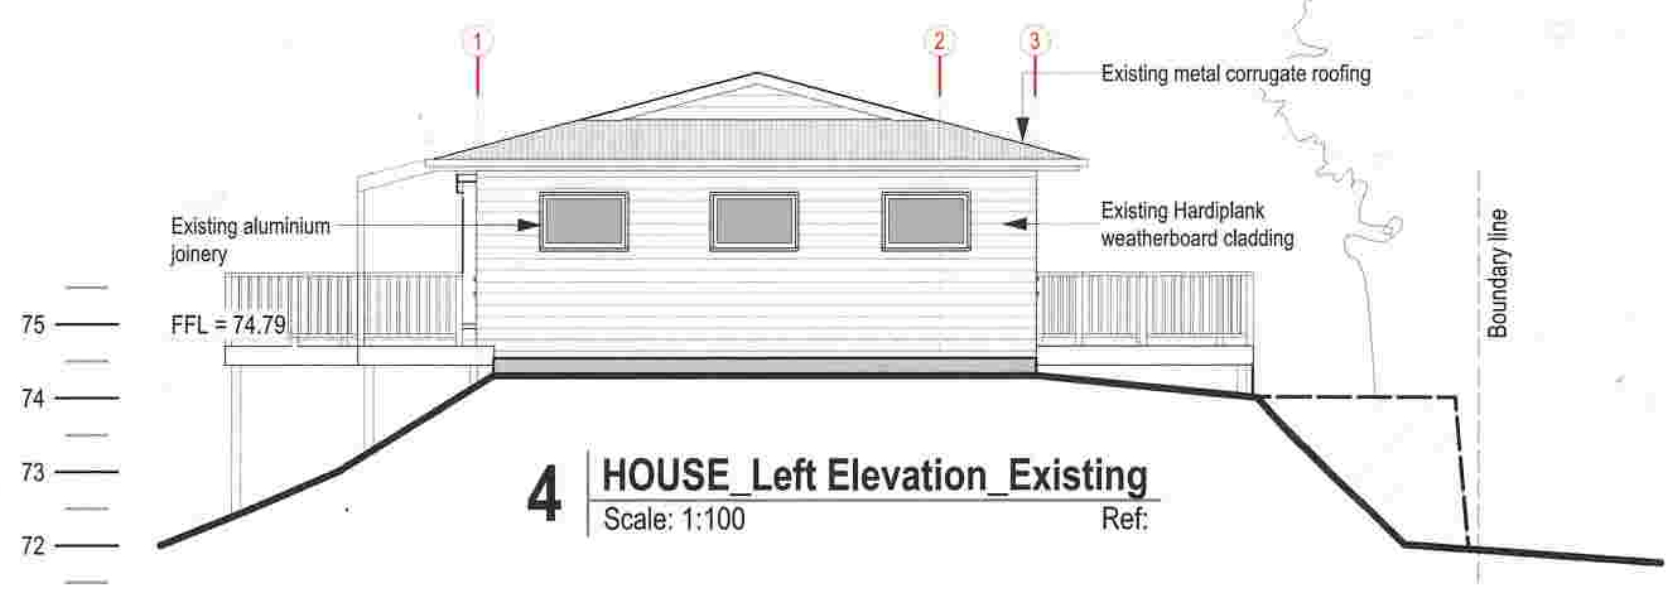 1
2
3
Existing metal corrugate roofing
Existing aluminium
joinery
Existing Hardiplank
weatherboard cladding
Boundary line
FFL = 74.79
75
74
73
72
4
HOUSE_Left Elevation_Existing
Scale: 1:100
Ref: